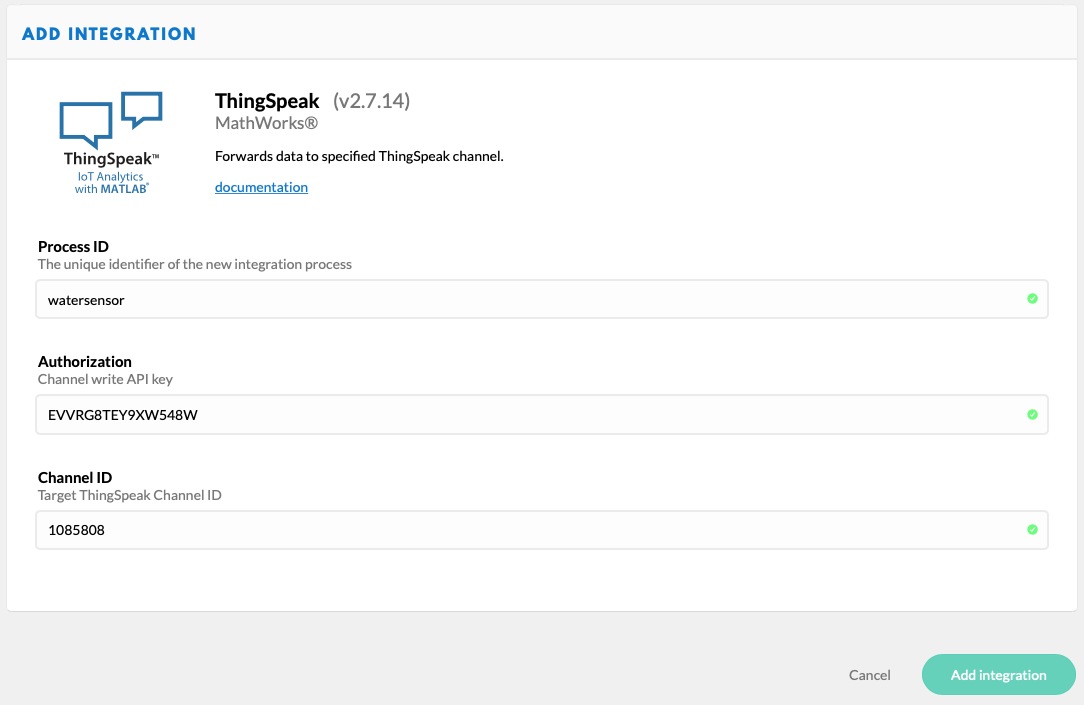 ADD INTEGRATION
ThingSpeak (v2.7.14)
MathWorks®
ThingSpeak™
IoT Analytics
with MATLAB®
Forwards data to specified ThingSpeak channel.
documentation
Process ID
The unique identifier of the new integration process
watersensor
Authorization
Channel write API key
EVVRG8TEY9XW548W
Channel ID
Target ThingSpeak Channel ID
1085808
Cancel
Add integration